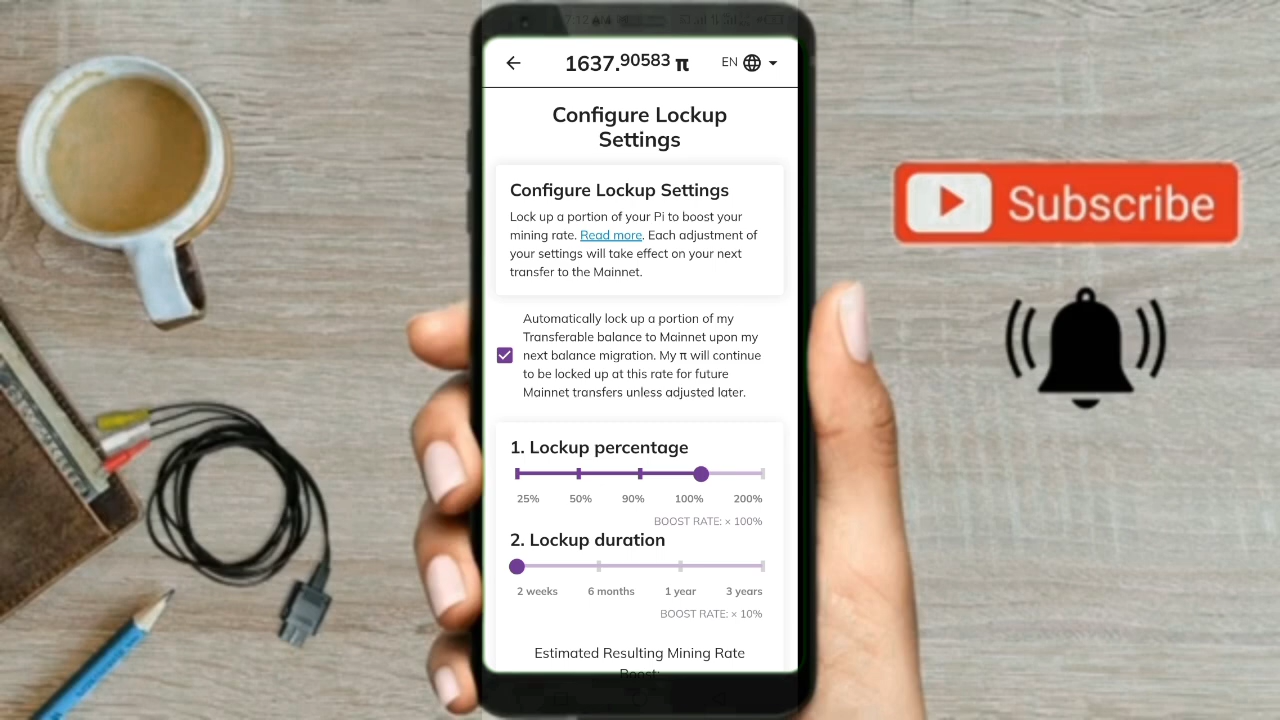 7:12 AM
1637.90583 π
EN
Configure Lockup
Settings
Configure Lockup Settings
Lock up a portion of your Pi to boost your
mining rate. Read more. Each adjustment of
your settings will take effect on your next
transfer to the Mainnet.
Automatically lock up a portion of my
Transferable balance to Mainnet upon my
next balance migration. My π will continue
to be locked up at this rate for future
Mainnet transfers unless adjusted later.
1. Lockup percentage
25% 50% 90% 100% 200%
BOOST RATE: × 100%
2. Lockup duration
2 weeks 6 months 1 year 3 years
BOOST RATE: × 10%
Estimated Resulting Mining Rate
Boost:
Subscribe